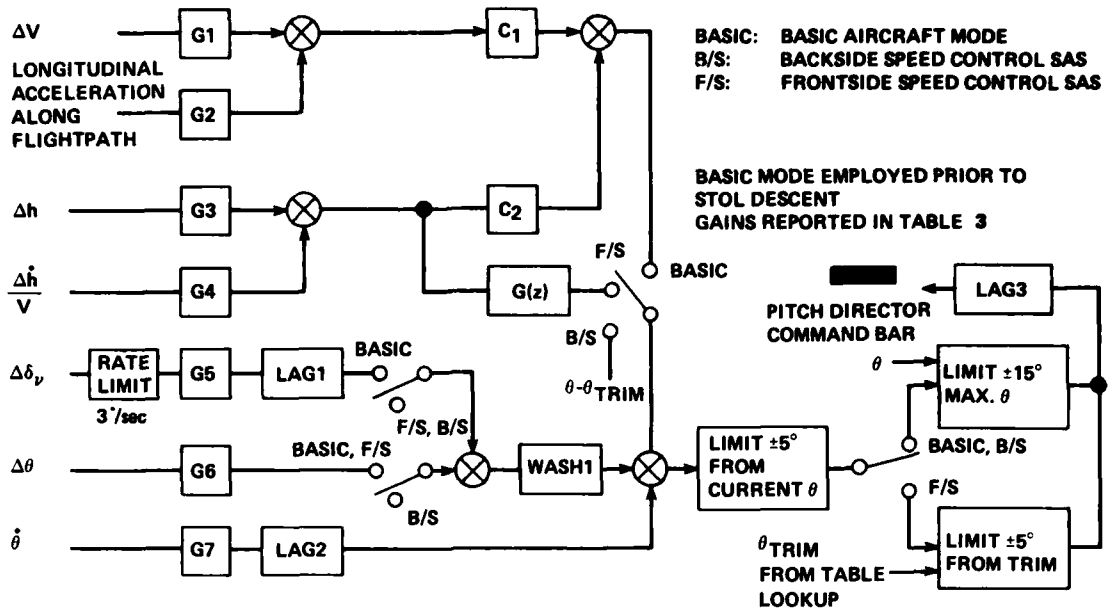 ΔV
G1
C1
BASIC: BASIC AIRCRAFT MODE
B/S: BACKSIDE SPEED CONTROL SAS
F/S: FRONTSIDE SPEED CONTROL SAS
LONGITUDINAL
ACCELERATION
ALONG
FLIGHTPATH
G2
BASIC MODE EMPLOYED PRIOR TO
STOL DESCENT
GAINS REPORTED IN TABLE 3
Δh
G3
C2
F/S
BASIC
Δḣ
V
G4
G(z)
B/S
LAG3
PITCH DIRECTOR
COMMAND BAR
θ-θTRIM
Δδν
RATE
LIMIT
3°/sec
G5
LAG1
BASIC
F/S, B/S
θ
LIMIT ±15°
MAX. θ
BASIC, B/S
Δθ
G6
BASIC, F/S
B/S
WASH1
LIMIT ±5°
FROM
CURRENT θ
F/S
θ̇
G7
LAG2
θTRIM
FROM TABLE
LOOKUP
LIMIT ±5°
FROM TRIM